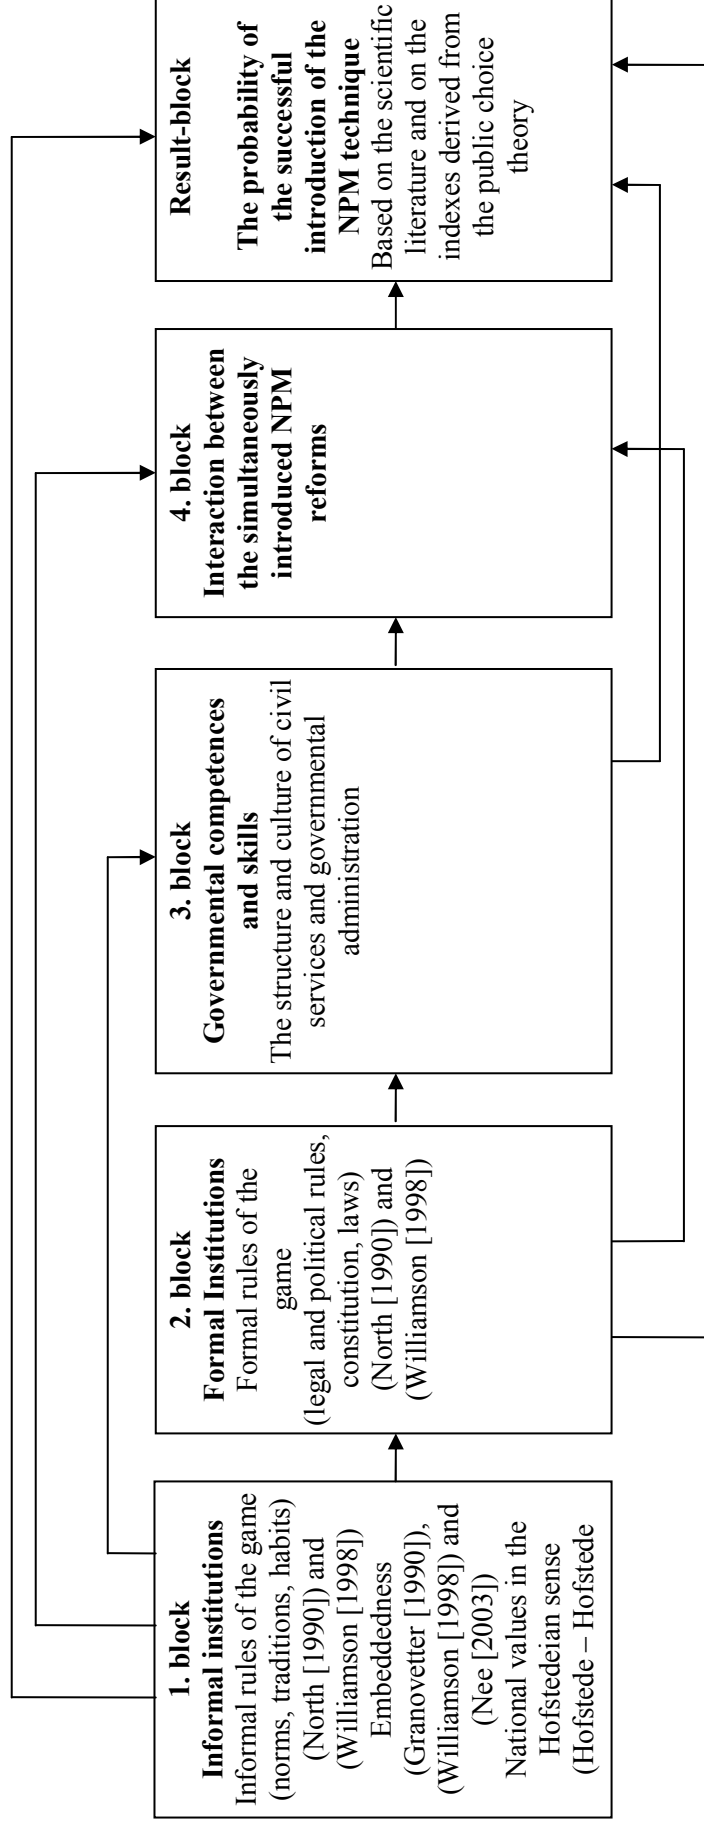 1. block
Informal institutions
Informal rules of the game
(norms, traditions, habits)
(North [1990]) and
(Williamson [1998])
Embeddedness
(Granovetter [1990]),
(Williamson [1998]) and
(Nee [2003])
National values in the
Hofstedeian sense
(Hofstede – Hofstede
2. block
Formal Institutions
Formal rules of the
game
(legal and political rules,
constitution, laws)
(North [1990]) and
(Williamson [1998])
3. block
Governmental competences
and skills
The structure and culture of civil
services and governmental
administration
4. block
Interaction between
the simultaneously
introduced NPM
reforms
Result-block
The probability of
the successful
introduction of the
NPM technique
Based on the scientific
literature and on the
indexes derived from
the public choice
theory